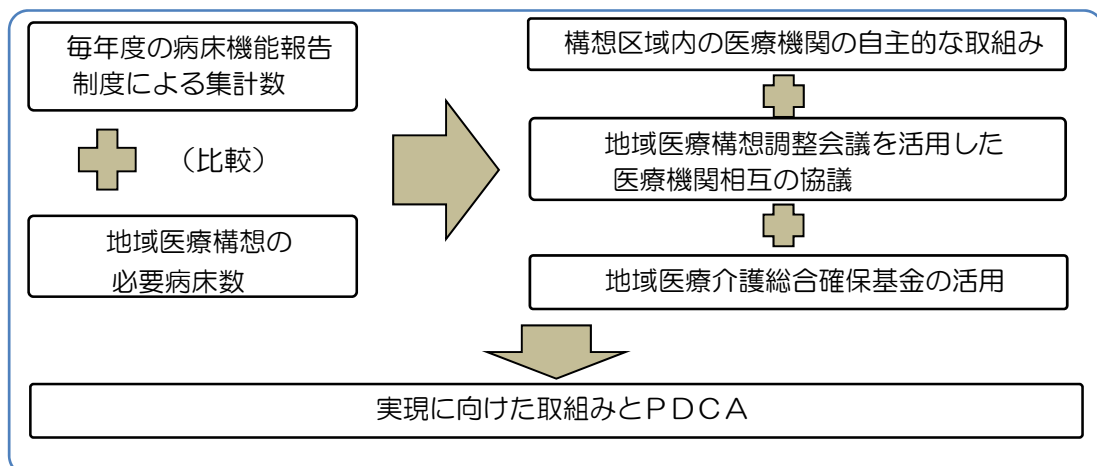 毎年度の病床機能報告
制度による集計数
（比較）
地域医療構想の
必要病床数
構想区域内の医療機関の自主的な取組み
地域医療構想調整会議を活用した
医療機関相互の協議
地域医療介護総合確保基金の活用
実現に向けた取組みとＰＤＣＡ